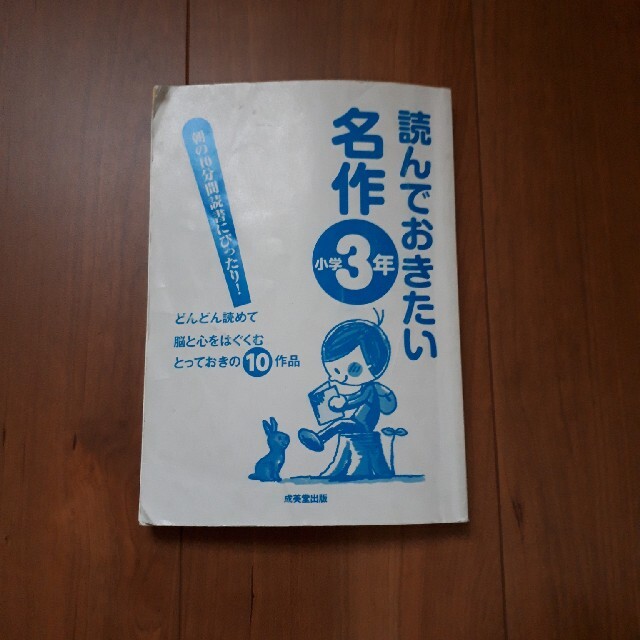 読んでおきたい
名作
小学3年
朝の10分間読書にぴったり!
どんどん読めて
脳と心をはぐくむ
とっておきの10作品
成美堂出版